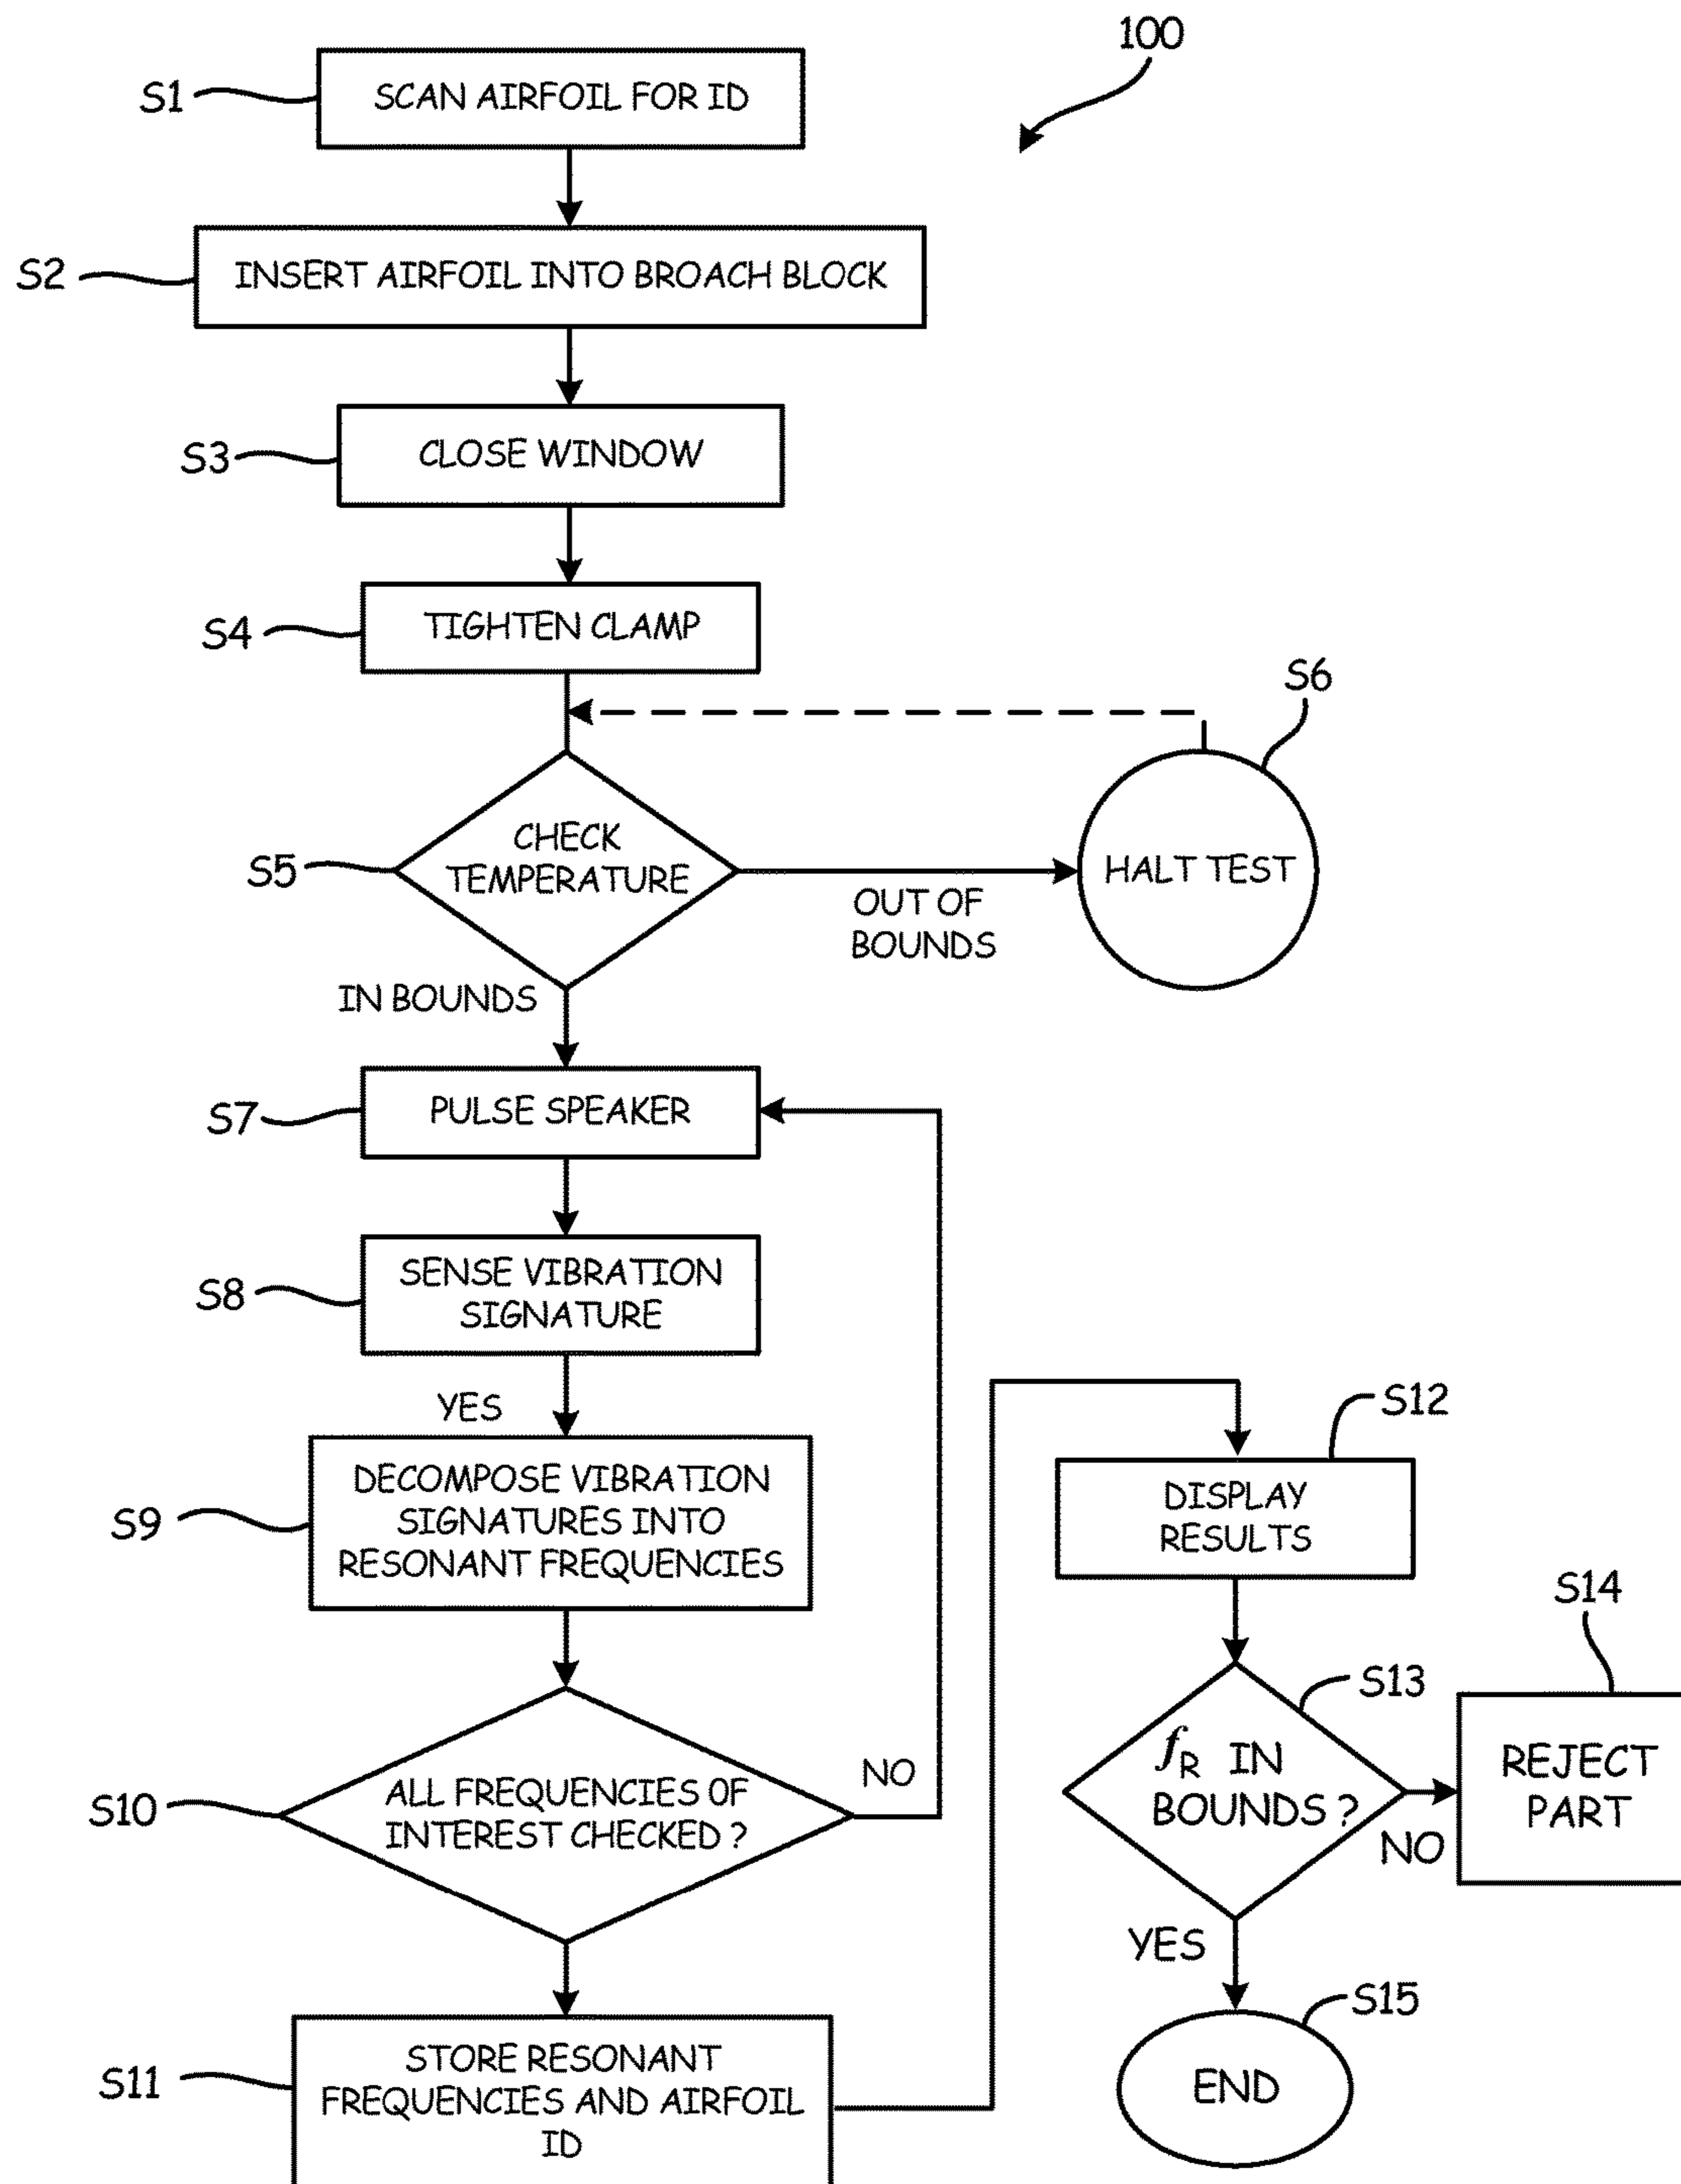 100
S1
SCAN AIRFOIL FOR ID
S2
INSERT AIRFOIL INTO BROACH BLOCK
S3
CLOSE WINDOW
S4
TIGHTEN CLAMP
S5
CHECK
TEMPERATURE
OUT OF
BOUNDS
S6
HALT TEST
IN BOUNDS
S7
PULSE SPEAKER
S8
SENSE VIBRATION
SIGNATURE
YES
S9
DECOMPOSE VIBRATION
SIGNATURES INTO
RESONANT FREQUENCIES
S10
ALL FREQUENCIES OF
INTEREST CHECKED ?
NO
S11
STORE RESONANT
FREQUENCIES AND AIRFOIL
ID
S12
DISPLAY
RESULTS
S13
fR IN
BOUNDS ?
NO
S14
REJECT
PART
YES
S15
END